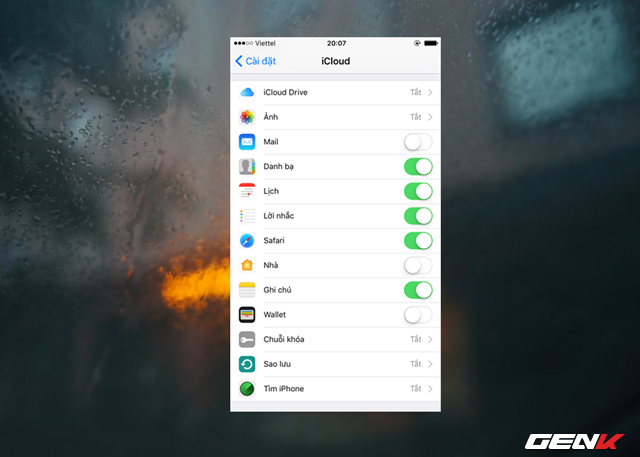 ●●●○○ Viettel 20:07
Cài đặt iCloud
iCloud Drive Tắt
Ảnh Tắt
Mail
Danh bạ
Lịch
Lời nhắc
Safari
Nhà
Ghi chú
Wallet
Chuỗi khóa Tắt
Sao lưu Tắt
Tìm iPhone Tắt
GENK